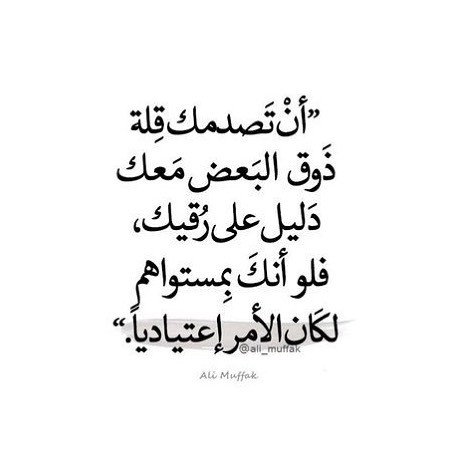 ”أنْ تَصدمك قِلة
ذَوق البَعض مَعك
دَليل على رُقيك،
فلو أنكَ بِمستواهم
لكَان الأمر إعتيادياً.“
@ali_muffak
Ali Muffak